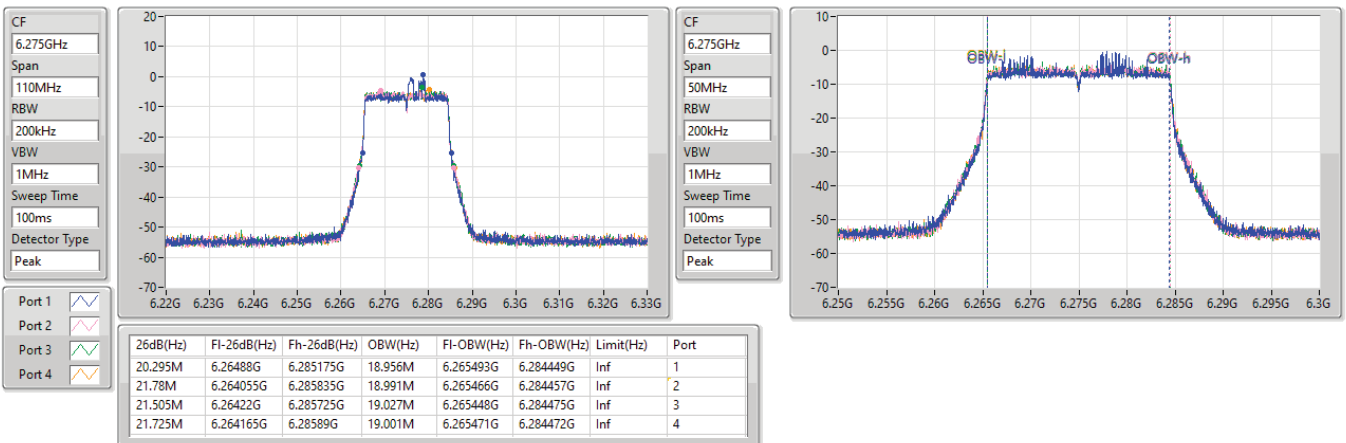 CF
6.275GHz
Span
110MHz
RBW
200kHz
VBW
1MHz
Sweep Time
100ms
Detector Type
Peak
20
10
0
-10
-20
-30
-40
-50
-60
-70
6.22G 6.23G 6.24G 6.25G 6.26G 6.27G 6.28G 6.29G 6.3G 6.31G 6.32G 6.33G
CF
6.275GHz
Span
50MHz
RBW
200kHz
VBW
1MHz
Sweep Time
100ms
Detector Type
Peak
10
0
-10
-20
-30
-40
-50
-60
-70
OBW-l OBW-h
6.25G 6.255G 6.26G 6.265G 6.27G 6.275G 6.28G 6.285G 6.29G 6.295G 6.3G
Port 1
Port 2
Port 3
Port 4
26dB(Hz) Fl-26dB(Hz) Fh-26dB(Hz) OBW(Hz) Fl-OBW(Hz) Fh-OBW(Hz) Limit(Hz) Port
20.295M 6.26488G 6.285175G 18.956M 6.265493G 6.284449G Inf 1
21.78M 6.264055G 6.285835G 18.991M 6.265466G 6.284457G Inf 2
21.505M 6.26422G 6.285725G 19.027M 6.265448G 6.284475G Inf 3
21.725M 6.264165G 6.28589G 19.001M 6.265471G 6.284472G Inf 4